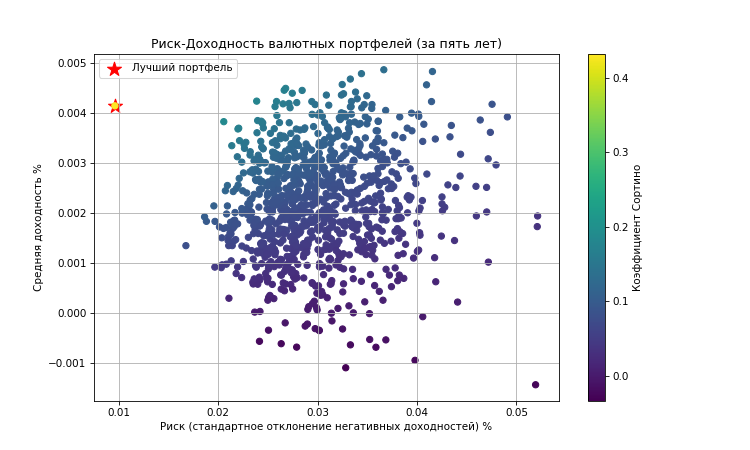 Риск-Доходность валютных портфелей (за пять лет)
Лучший портфель
Средняя доходность %
0.005
0.004
0.003
0.002
0.001
0.000
−0.001
0.01 0.02 0.03 0.04 0.05
Риск (стандартное отклонение негативных доходностей) %
0.4
0.3
0.2
0.1
0.0
Коэффициент Сортино